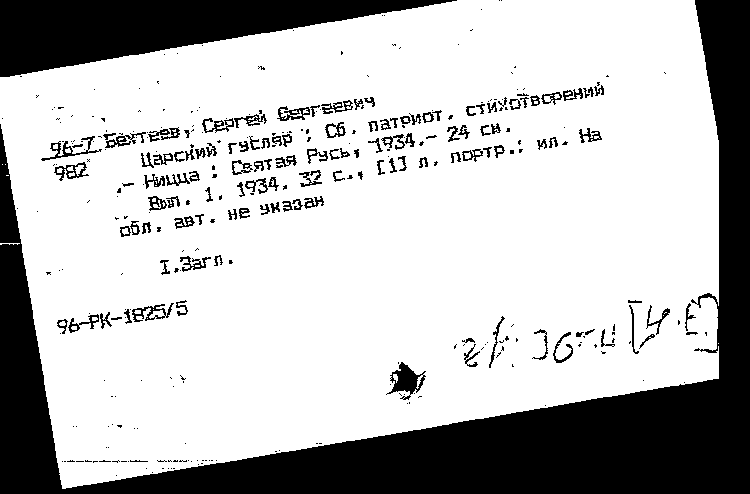 96-7 Бехтеев, Сергей Сергеевич
982 Царский гусляр : Сб. патриот. стихотворений
.- Ницца : Святая Русь, 1934.- 24 см.
Вып. 1. 1934. 32 с., [1] л. портр.: ил. На
обл. авт. не указан
I.Загл.
96-РК-1825/5